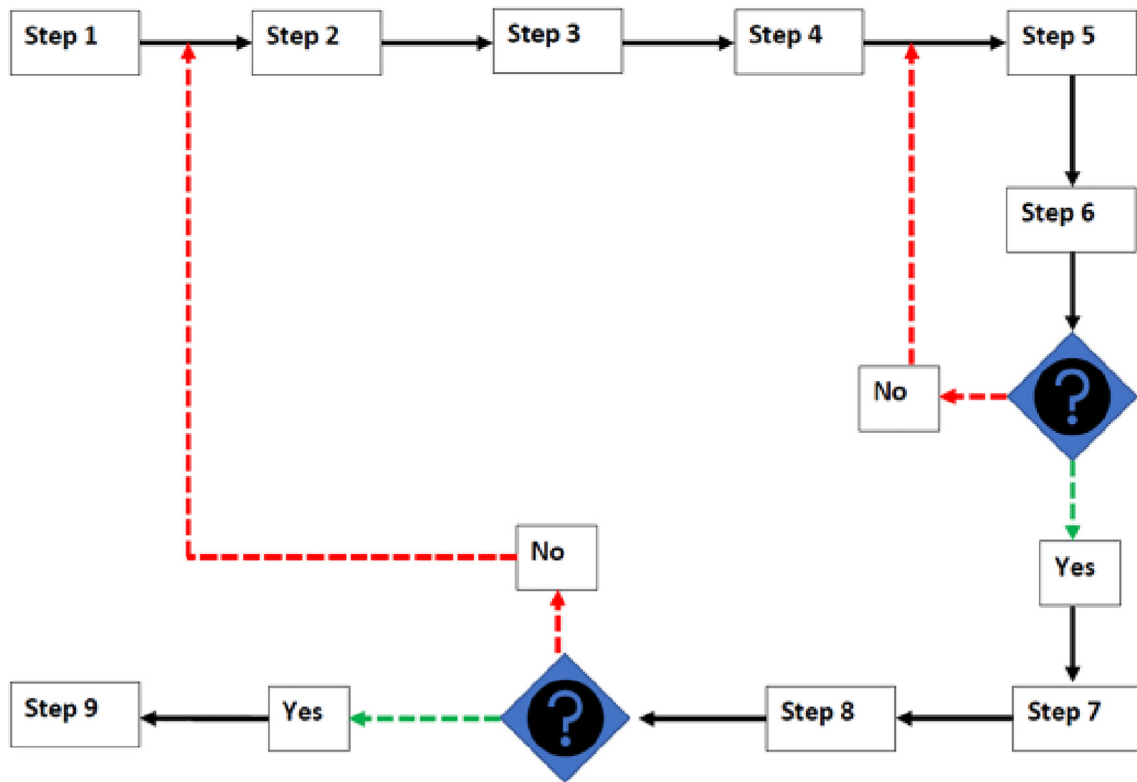 Step 1
Step 2
Step 3
Step 4
Step 5
Step 6
?
No
Yes
No
Step 9
Yes
?
Step 8
Step 7